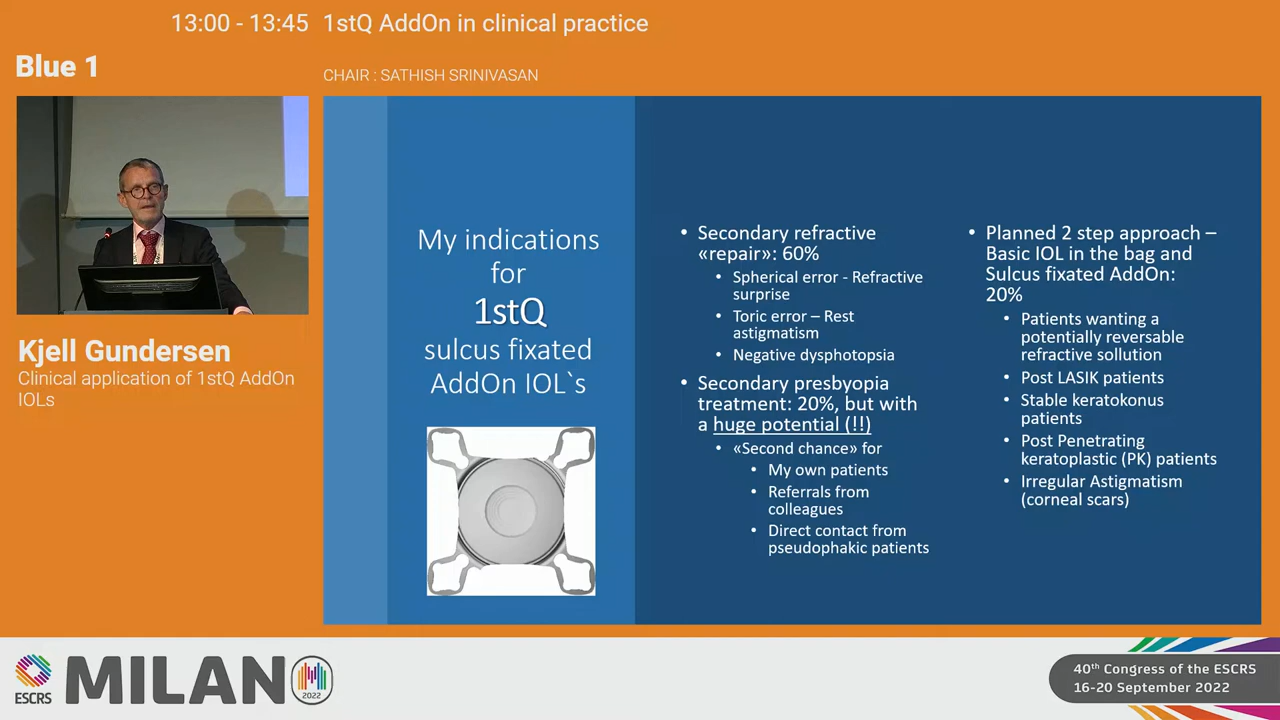 13:00 - 13:45 1stQ AddOn in clinical practice
Blue 1
CHAIR : SATHISH SRINIVASAN
Kjell Gundersen
Clinical application of 1stQ AddOn
IOLs
My indications
for
1stQ
sulcus fixated
AddOn IOL`s
• Secondary refractive
«repair»: 60%
• Spherical error - Refractive
surprise
• Toric error – Rest
astigmatism
• Negative dysphotopsia
• Secondary presbyopia
treatment: 20%, but with
a huge potential (!!)
• «Second chance» for
• My own patients
• Referrals from
colleagues
• Direct contact from
pseudophakic patients
• Planned 2 step approach –
Basic IOL in the bag and
Sulcus fixated AddOn:
20%
• Patients wanting a
potentially reversable
refractive sollution
• Post LASIK patients
• Stable keratokonus
patients
• Post Penetrating
keratoplastic (PK) patients
• Irregular Astigmatism
(corneal scars)
ESCRS
MILANO
2022
40th Congress of the ESCRS
16-20 September 2022